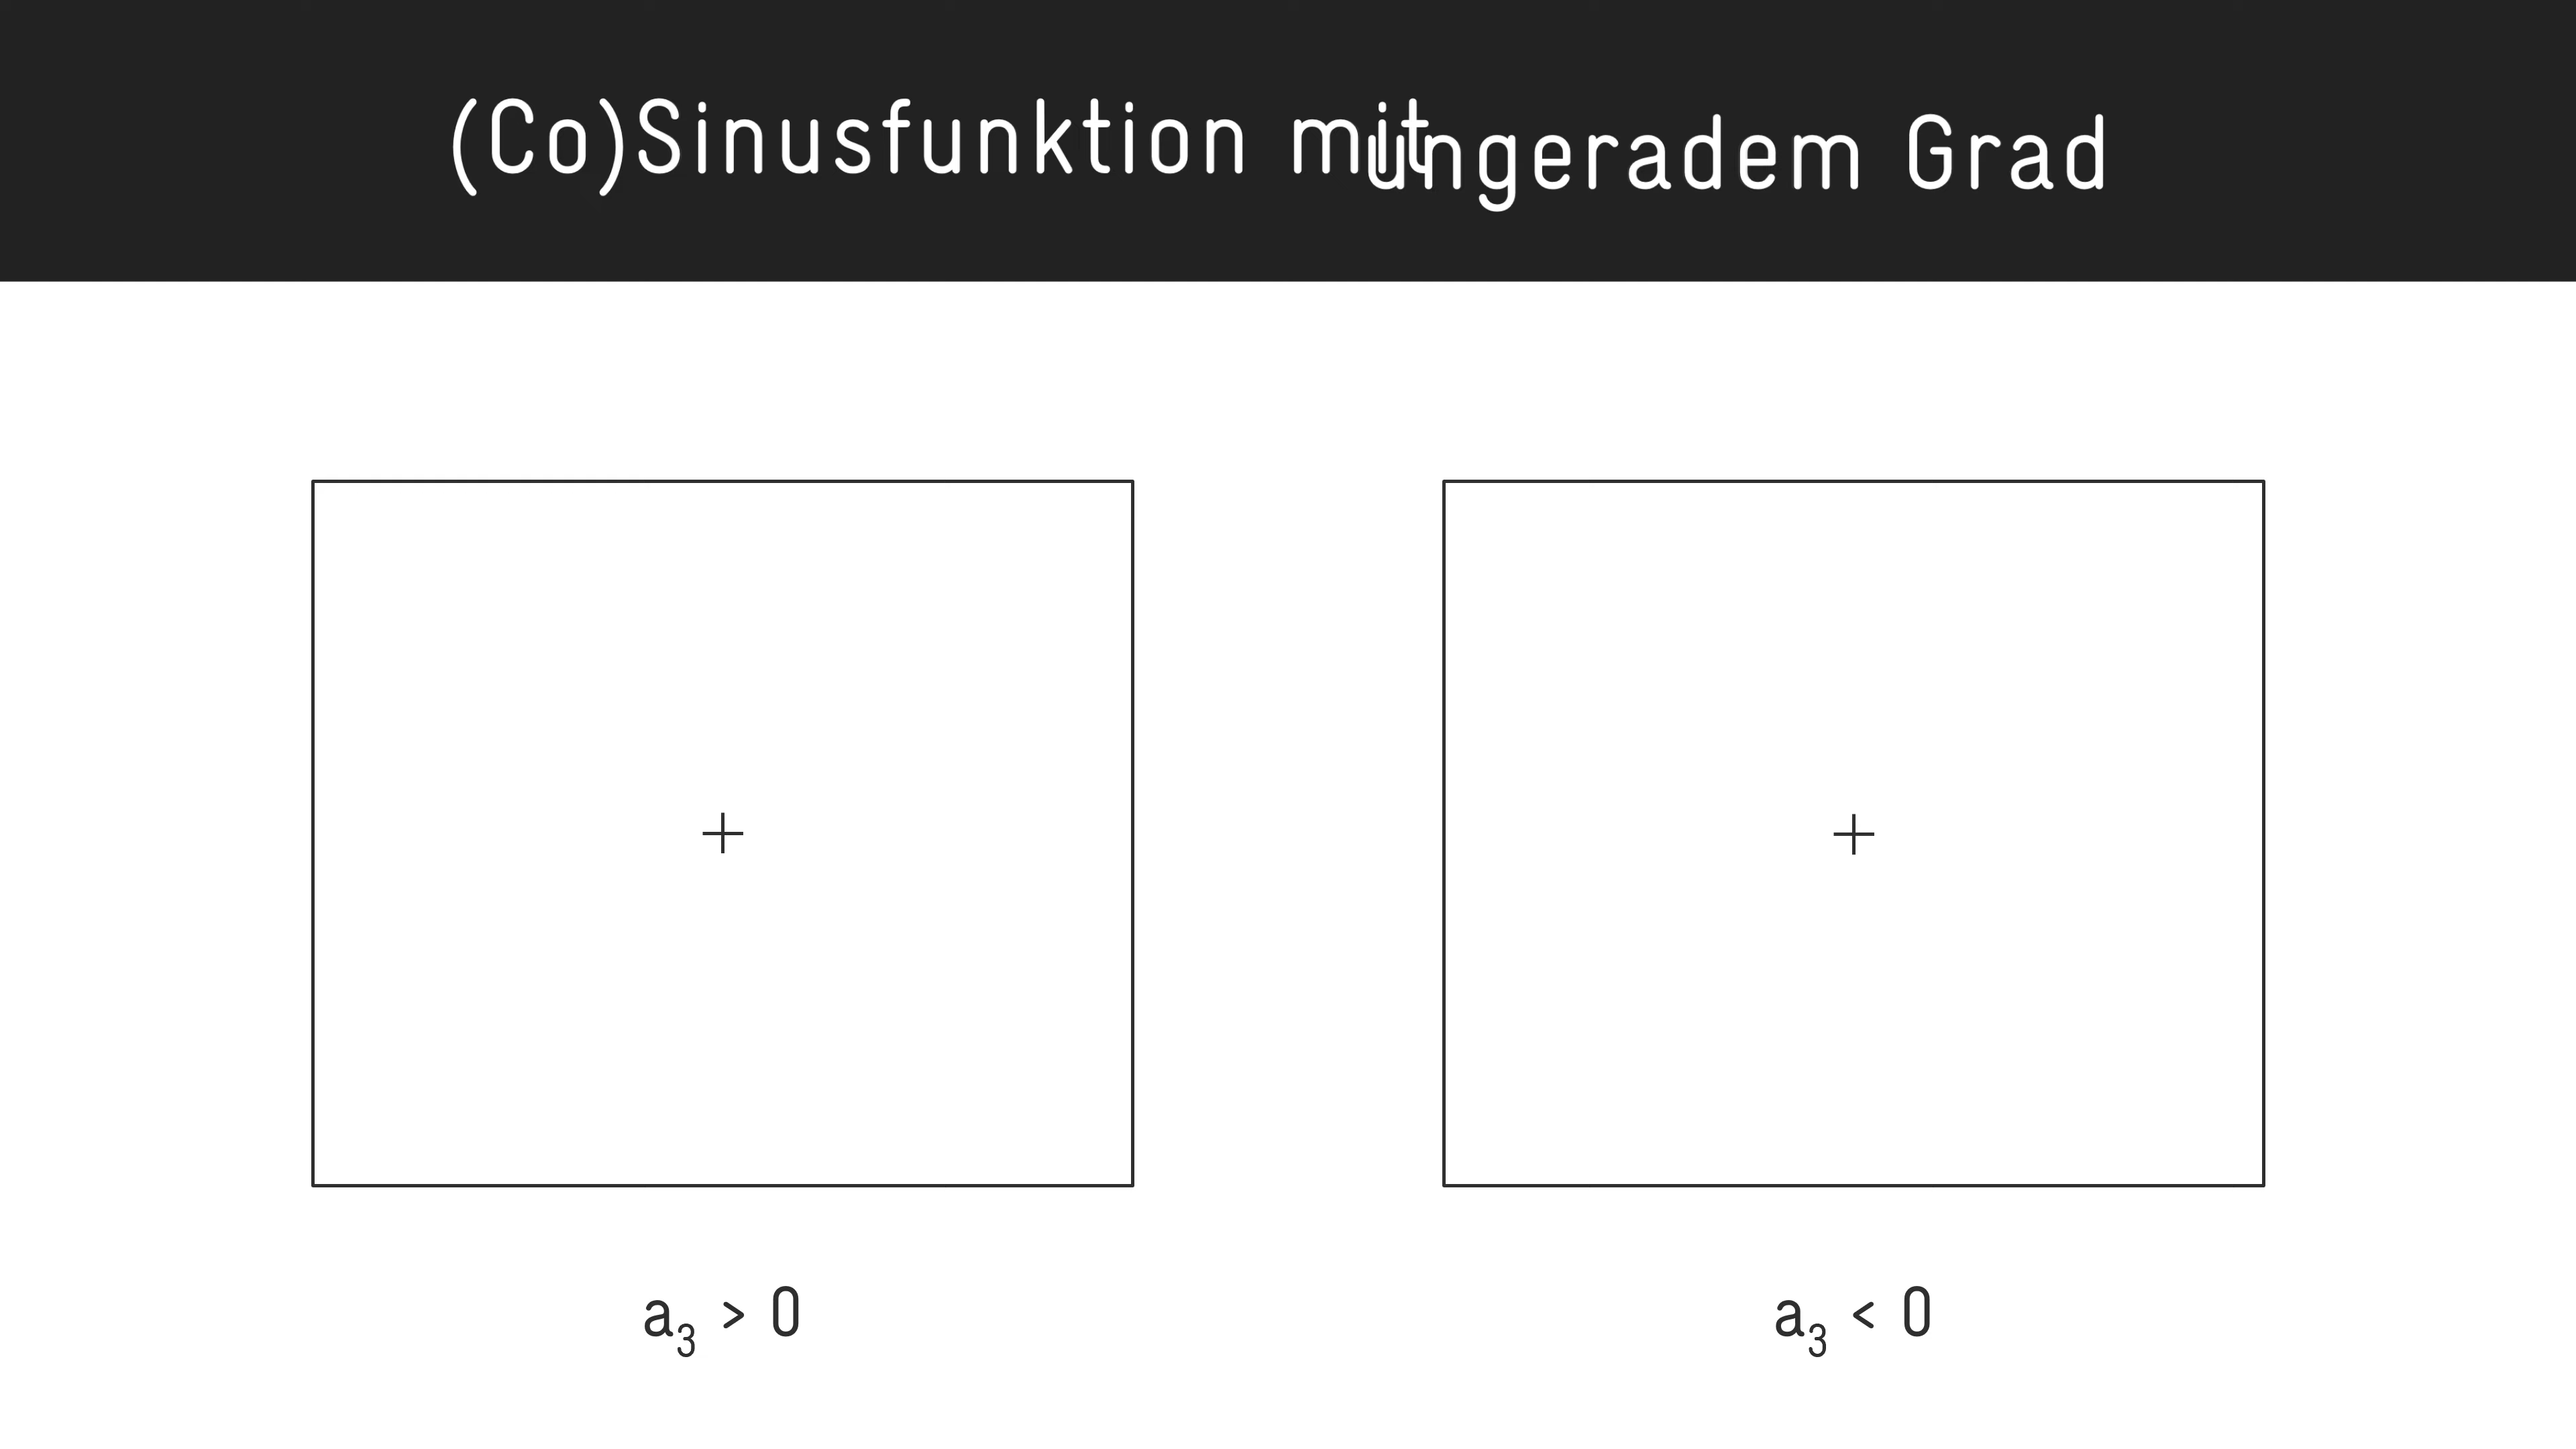 (Co)Sinusfunktion mit ungeradem Grad
a₃ > 0
a₃ < 0